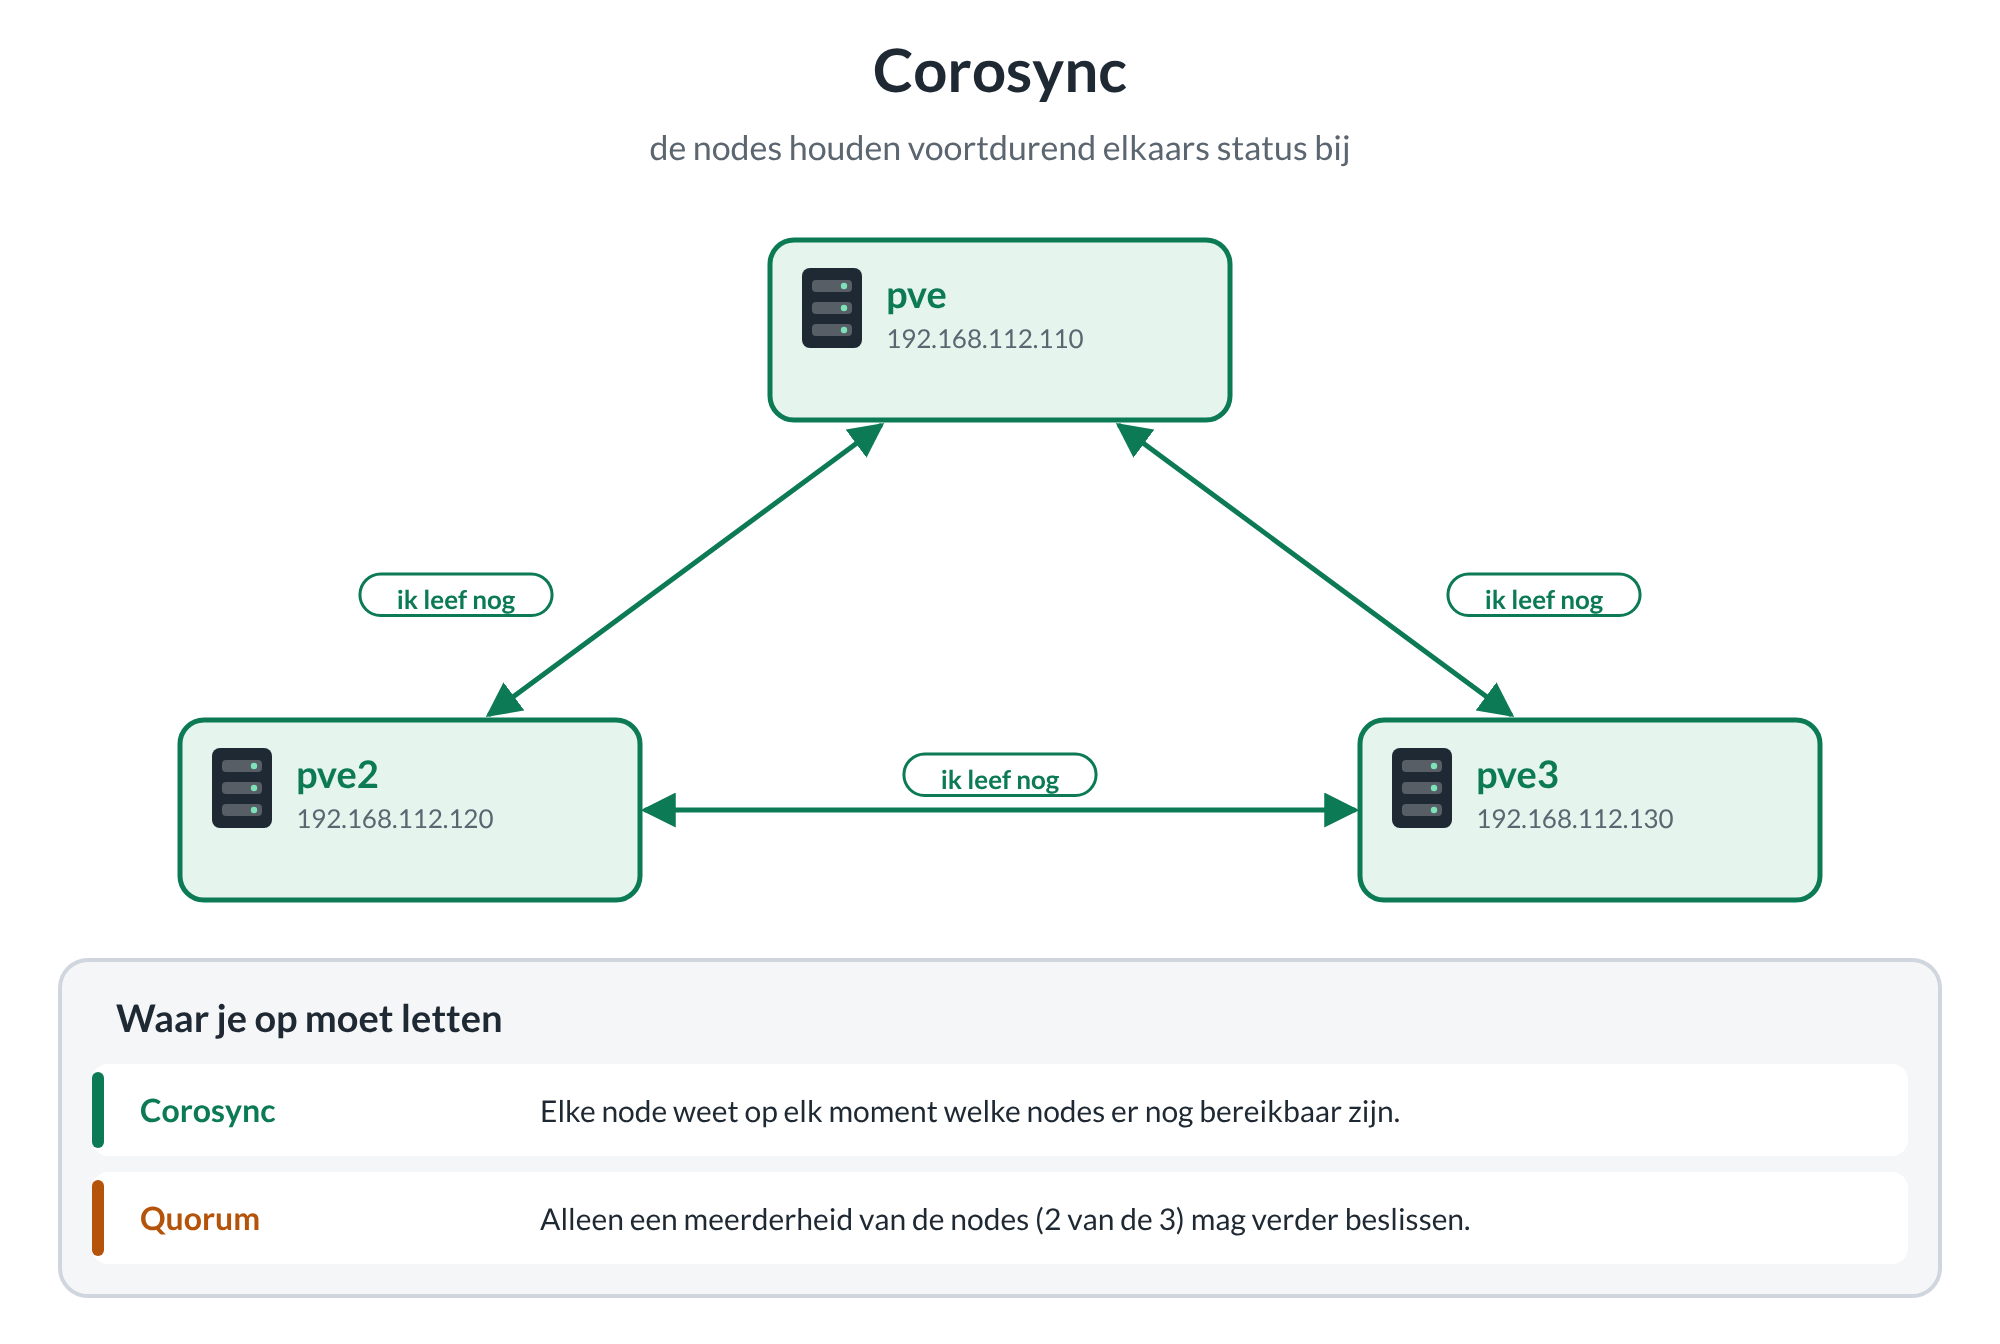 Corosync
de nodes houden voortdurend elkaars status bij
pve
192.168.112.110
ik leef nog
ik leef nog
pve2
192.168.112.120
ik leef nog
pve3
192.168.112.130
Waar je op moet letten
Corosync
Elke node weet op elk moment welke nodes er nog bereikbaar zijn.
Quorum
Alleen een meerderheid van de nodes (2 van de 3) mag verder beslissen.